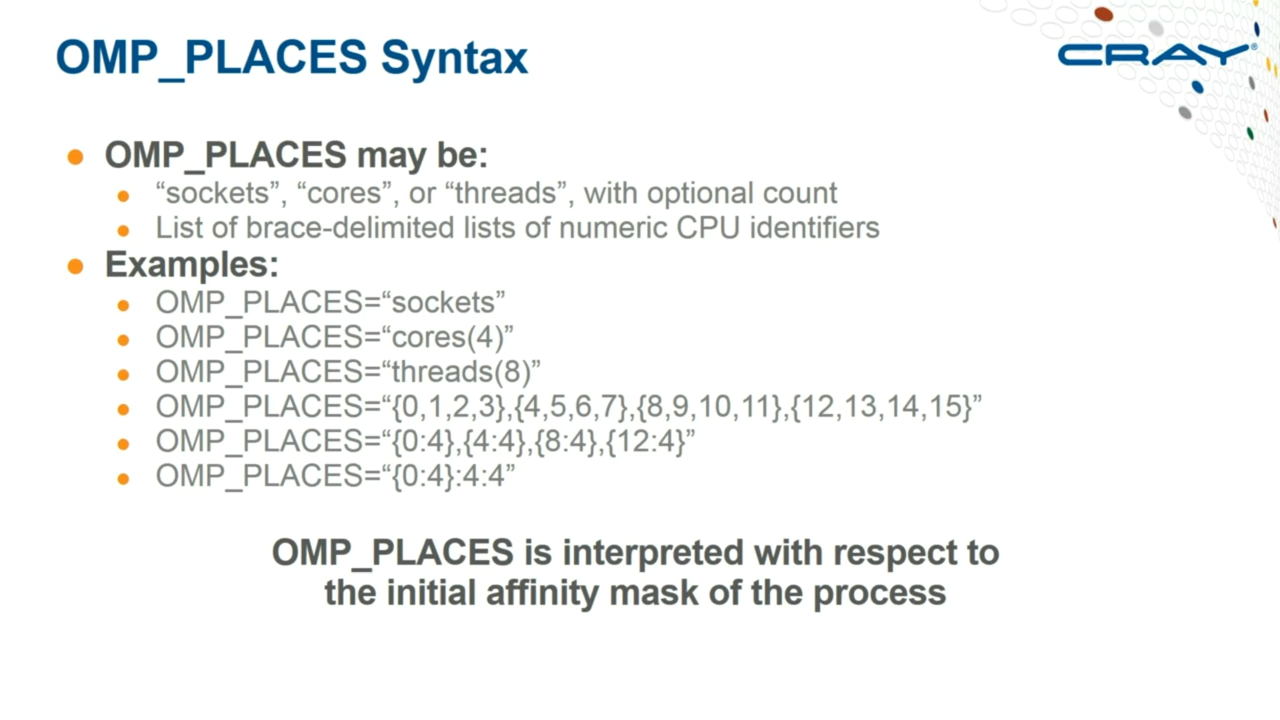 OMP_PLACES Syntax
CRAY®
OMP_PLACES may be:
“sockets”, “cores”, or “threads”, with optional count
List of brace-delimited lists of numeric CPU identifiers
Examples:
OMP_PLACES=“sockets”
OMP_PLACES=“cores(4)”
OMP_PLACES=“threads(8)”
OMP_PLACES=“{0,1,2,3},{4,5,6,7},{8,9,10,11},{12,13,14,15}”
OMP_PLACES=“{0:4},{4:4},{8:4},{12:4}”
OMP_PLACES=“{0:4}:4:4”
OMP_PLACES is interpreted with respect to
the initial affinity mask of the process